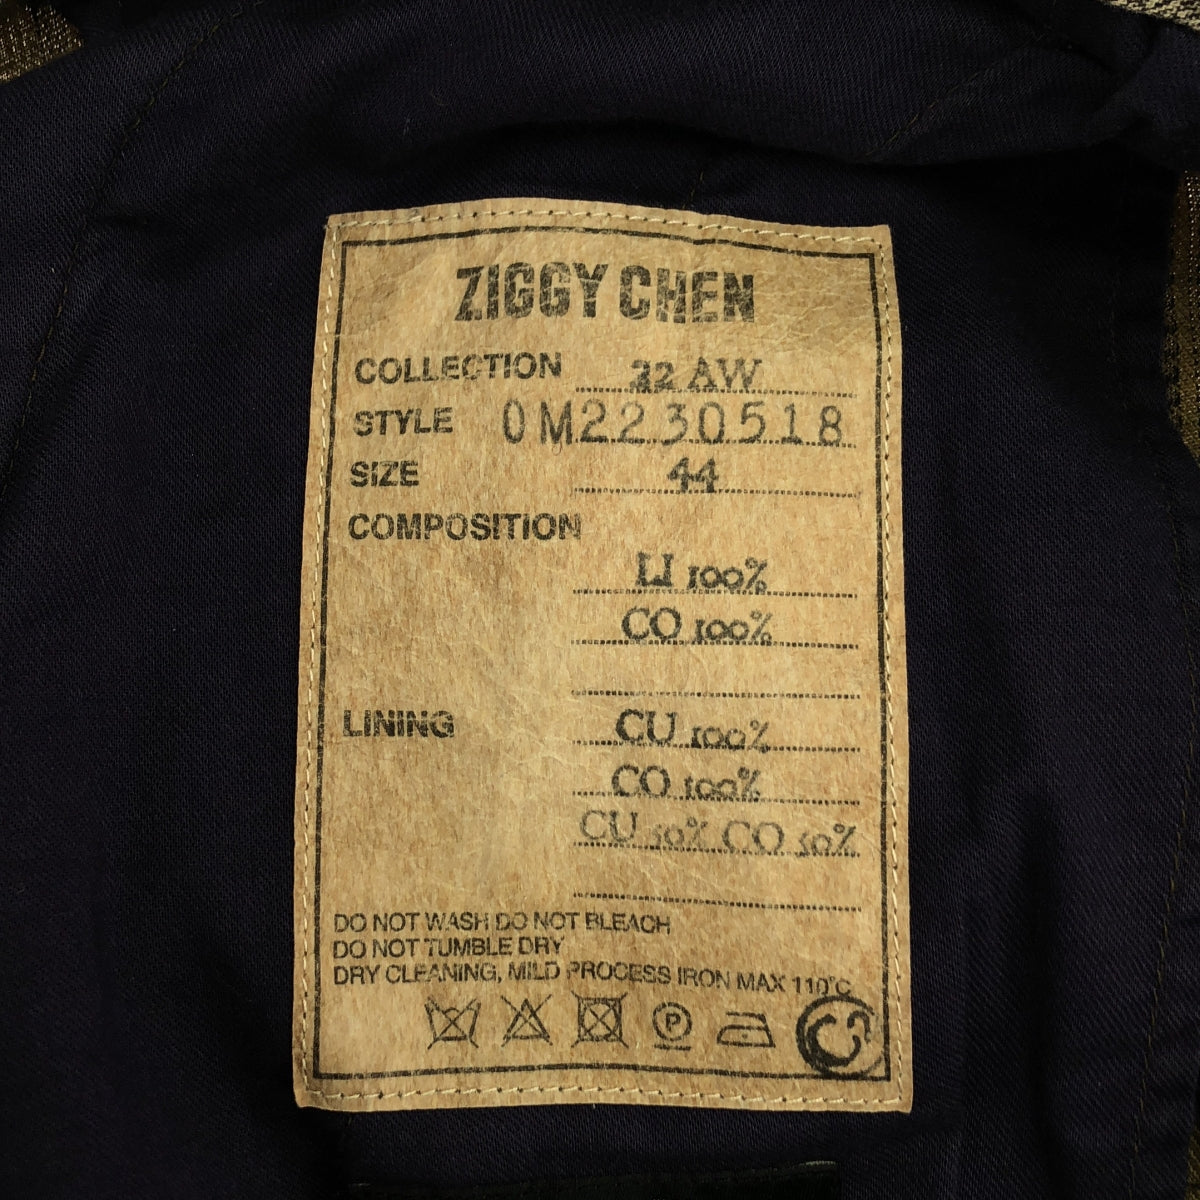 ZIGGY CHEN
COLLECTION 22 AW
STYLE 0M2230518
SIZE 44
COMPOSITION
LI 100%
CO 100%
LINING CU 100%
CO 100%
CU 50% CO 50%
DO NOT WASH DO NOT BLEACH
DO NOT TUMBLE DRY
DRY CLEANING, MILD PROCESS IRON MAX 110°C
P